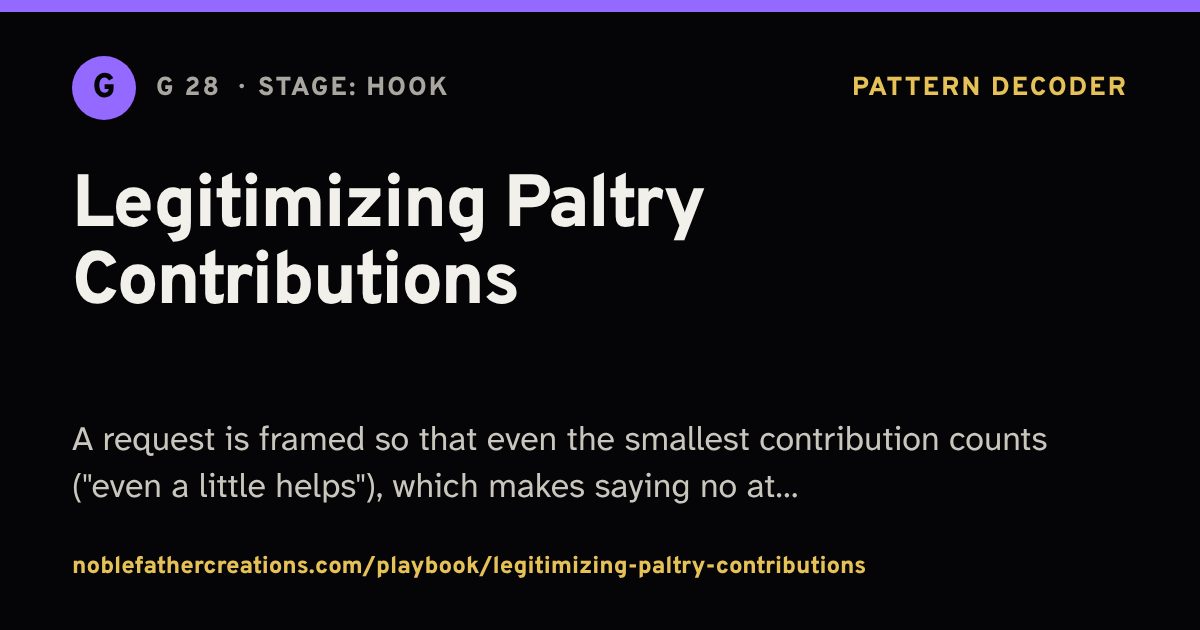 G
G 28 · STAGE: HOOK
PATTERN DECODER
Legitimizing Paltry
Contributions
A request is framed so that even the smallest contribution counts
("even a little helps"), which makes saying no at...
noblefathercreations.com/playbook/legitimizing-paltry-contributions